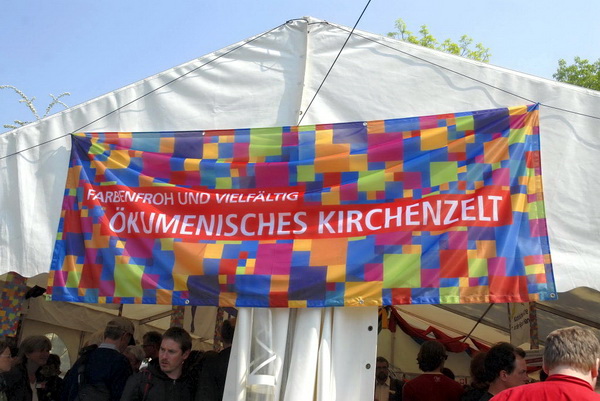 FARBENFROH UND VIELFÄLTIG
ÖKUMENISCHES KIRCHENZELT